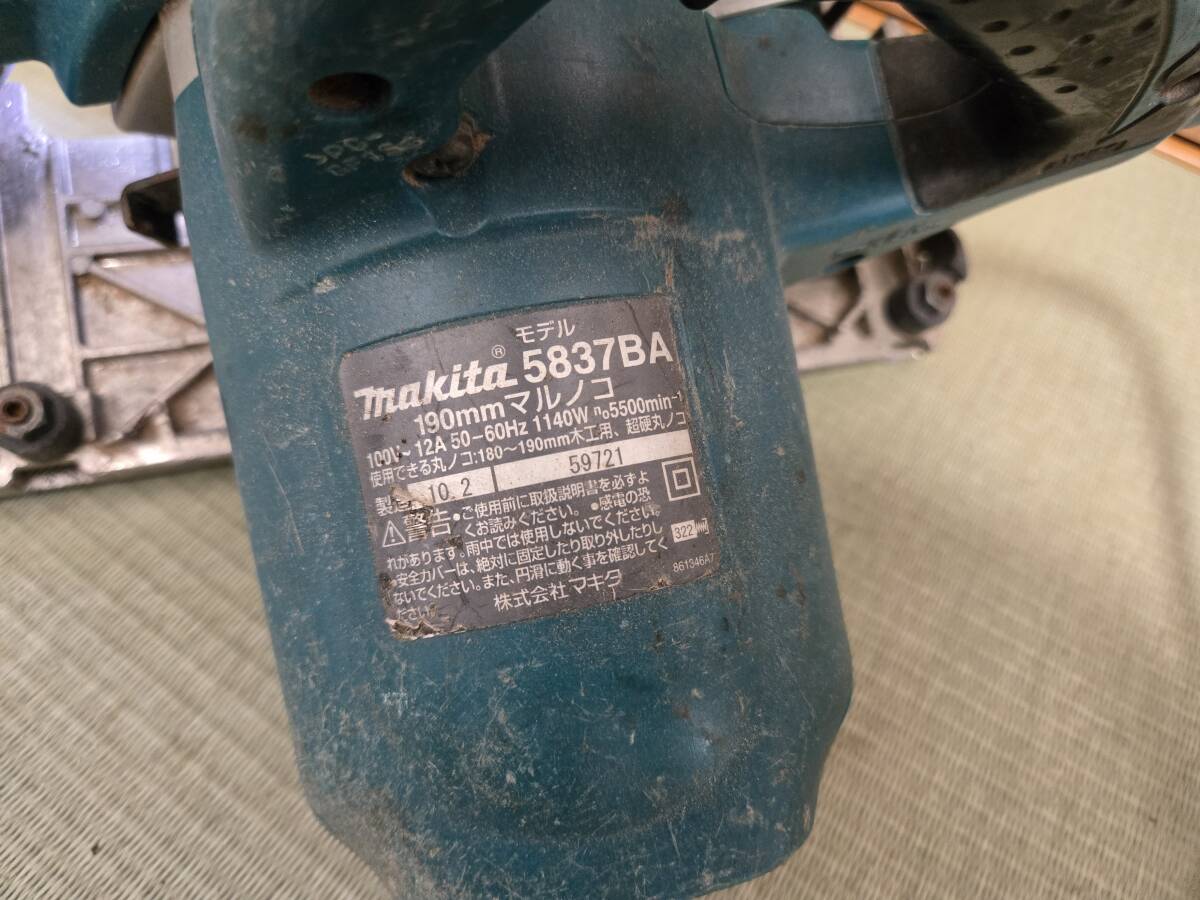 モデル
makita® 5837BA
190mmマルノコ
100V～ 12A 50-60Hz 1140W n₀5500min⁻¹
使用できる丸ノコ:180～190mm木工用、超硬丸ノコ
製造 10.2 59721
⚠警告 •ご使用前に取扱説明書を必ずよ
くお読みください。 •感電の恐
れがあります。雨中では使用しないでください。
•安全カバーは、絶対に固定したり取り外したりし
ないでください。また、円滑に動く事を確認してく
ださい。
322
861346A7
株式会社マキタ